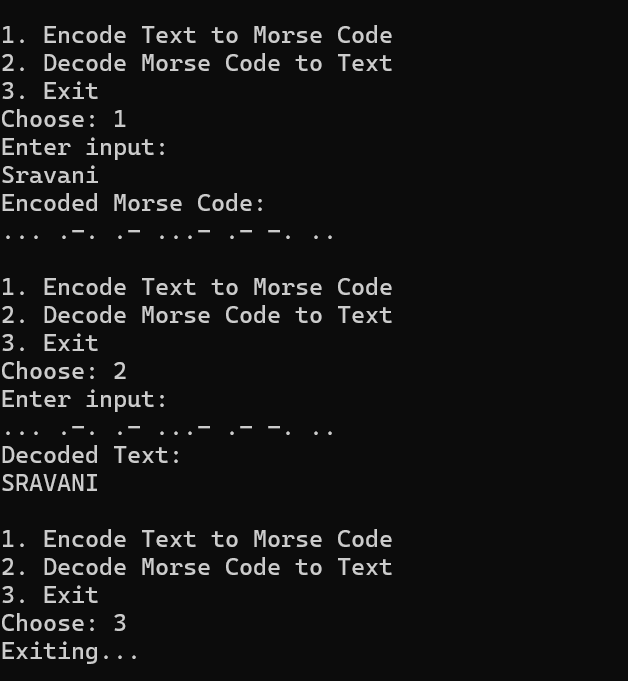 1. Encode Text to Morse Code
2. Decode Morse Code to Text
3. Exit
Choose: 1
Enter input:
Sravani
Encoded Morse Code:
... .-. .- ...- .- -. ..
1. Encode Text to Morse Code
2. Decode Morse Code to Text
3. Exit
Choose: 2
Enter input:
... .-. .- ...- .- -. ..
Decoded Text:
SRAVANI
1. Encode Text to Morse Code
2. Decode Morse Code to Text
3. Exit
Choose: 3
Exiting...